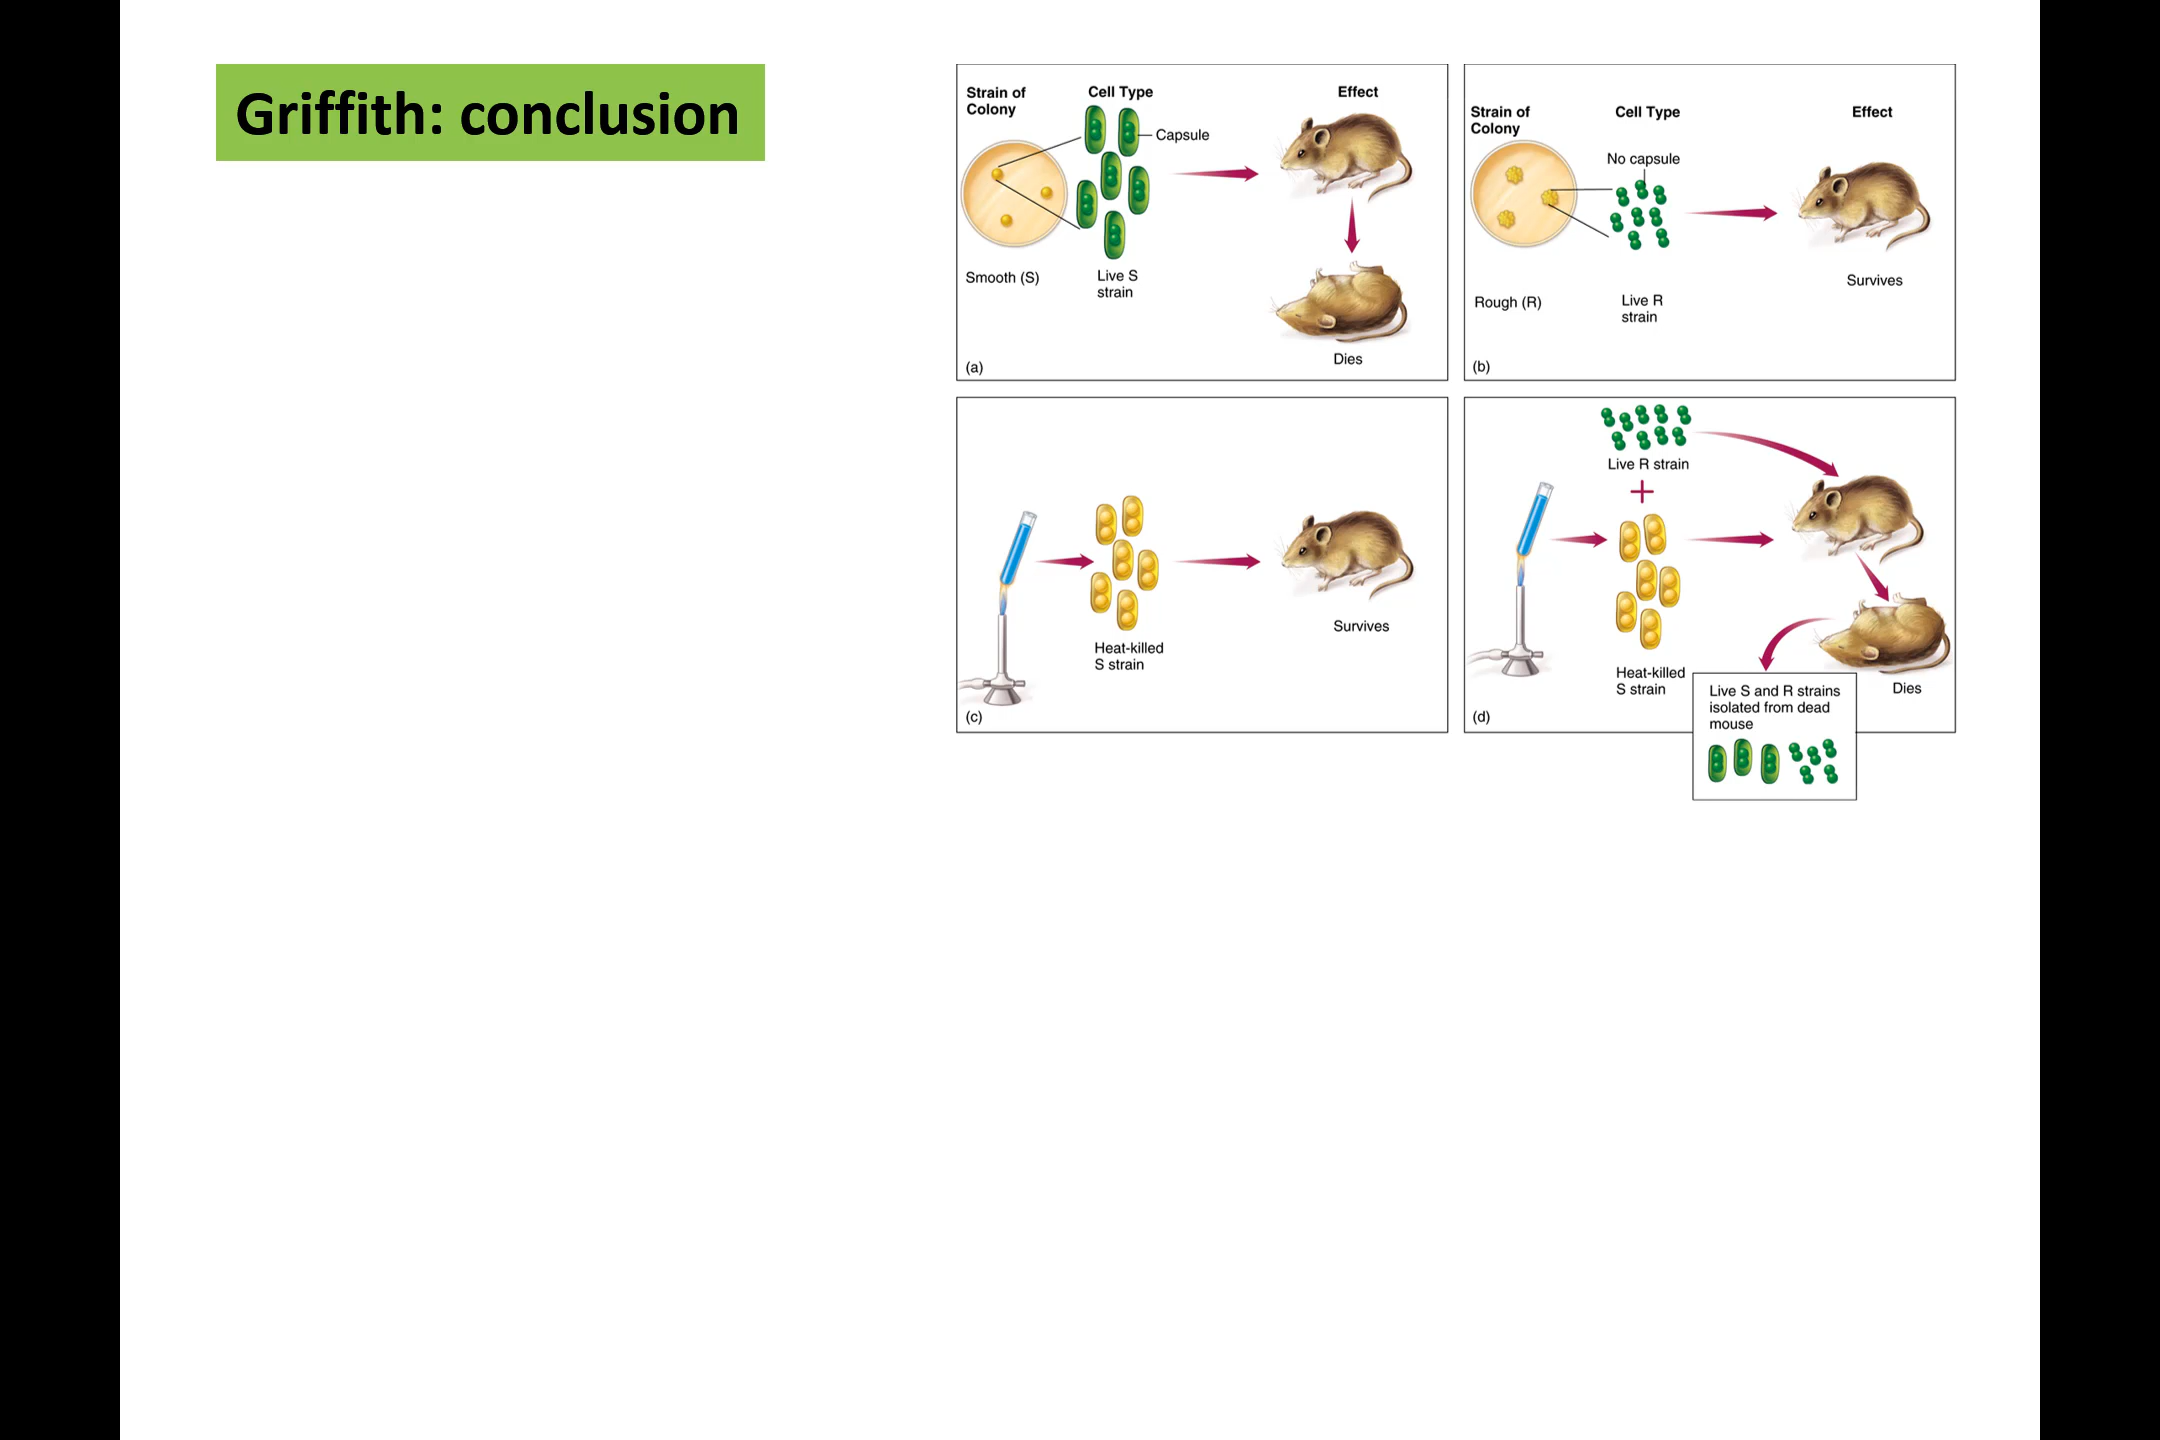 Griffith: conclusion
Strain of
Colony
Cell Type
Effect
Capsule
Smooth (S)
Live S
strain
Dies
(a)
Strain of
Colony
Cell Type
Effect
No capsule
Rough (R)
Live R
strain
Survives
(b)
Heat-killed
S strain
Survives
(c)
Live R strain
+
Heat-killed
S strain
Dies
Live S and R strains
isolated from dead
mouse
(d)